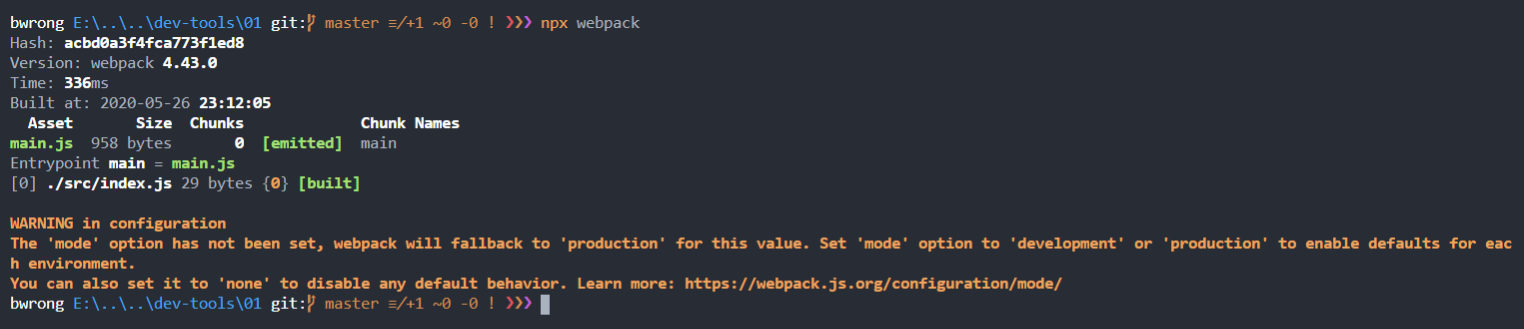 bwrong E:\..\..\dev-tools\01 git: master ≡/+1 ~0 -0 ! ❯❯❯ npx webpack
Hash: acbd0a3f4fca773f1ed8
Version: webpack 4.43.0
Time: 336ms
Built at: 2020-05-26 23:12:05
  Asset       Size  Chunks             Chunk Names
main.js  958 bytes       0  [emitted]  main
Entrypoint main = main.js
[0] ./src/index.js 29 bytes {0} [built]

WARNING in configuration
The 'mode' option has not been set, webpack will fallback to 'production' for this value. Set 'mode' option to 'development' or 'production' to enable defaults for eac
h environment.
You can also set it to 'none' to disable any default behavior. Learn more: https://webpack.js.org/configuration/mode/
bwrong E:\..\..\dev-tools\01 git: master ≡/+1 ~0 -0 ! ❯❯❯